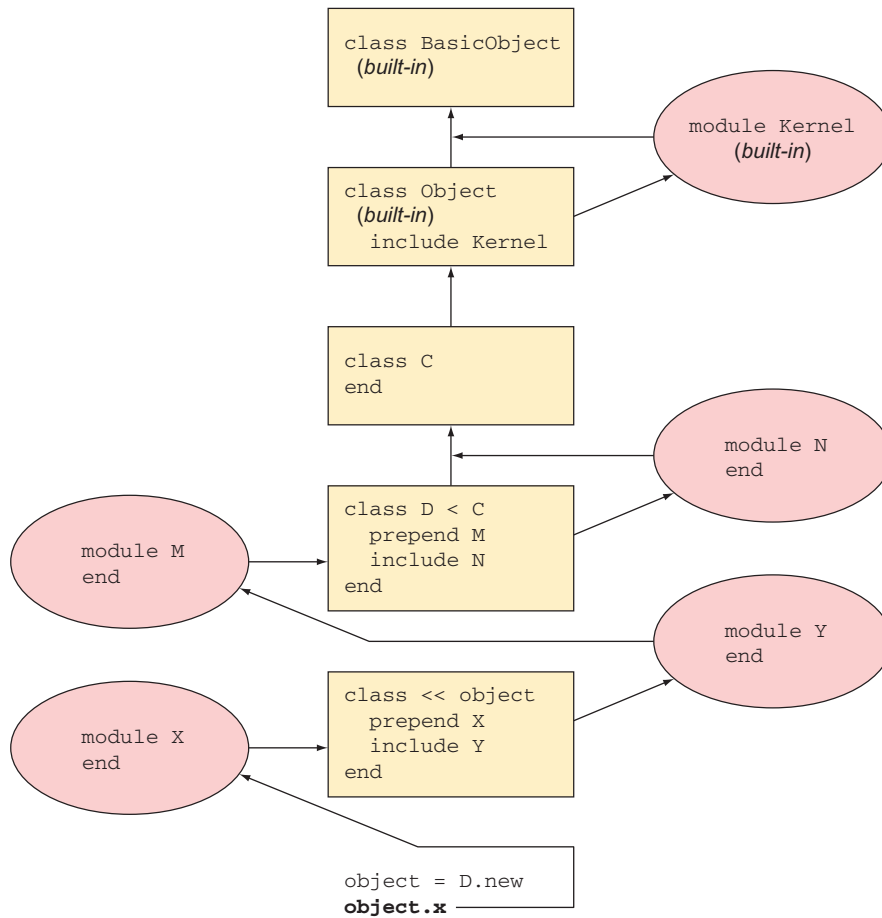 class BasicObject
(built-in)
module Kernel
(built-in)
class Object
(built-in)
include Kernel
class C
end
module N
end
class D < C
prepend M
include N
end
module M
end
module Y
end
class << object
prepend X
include Y
end
module X
end
object = D.new
object.x